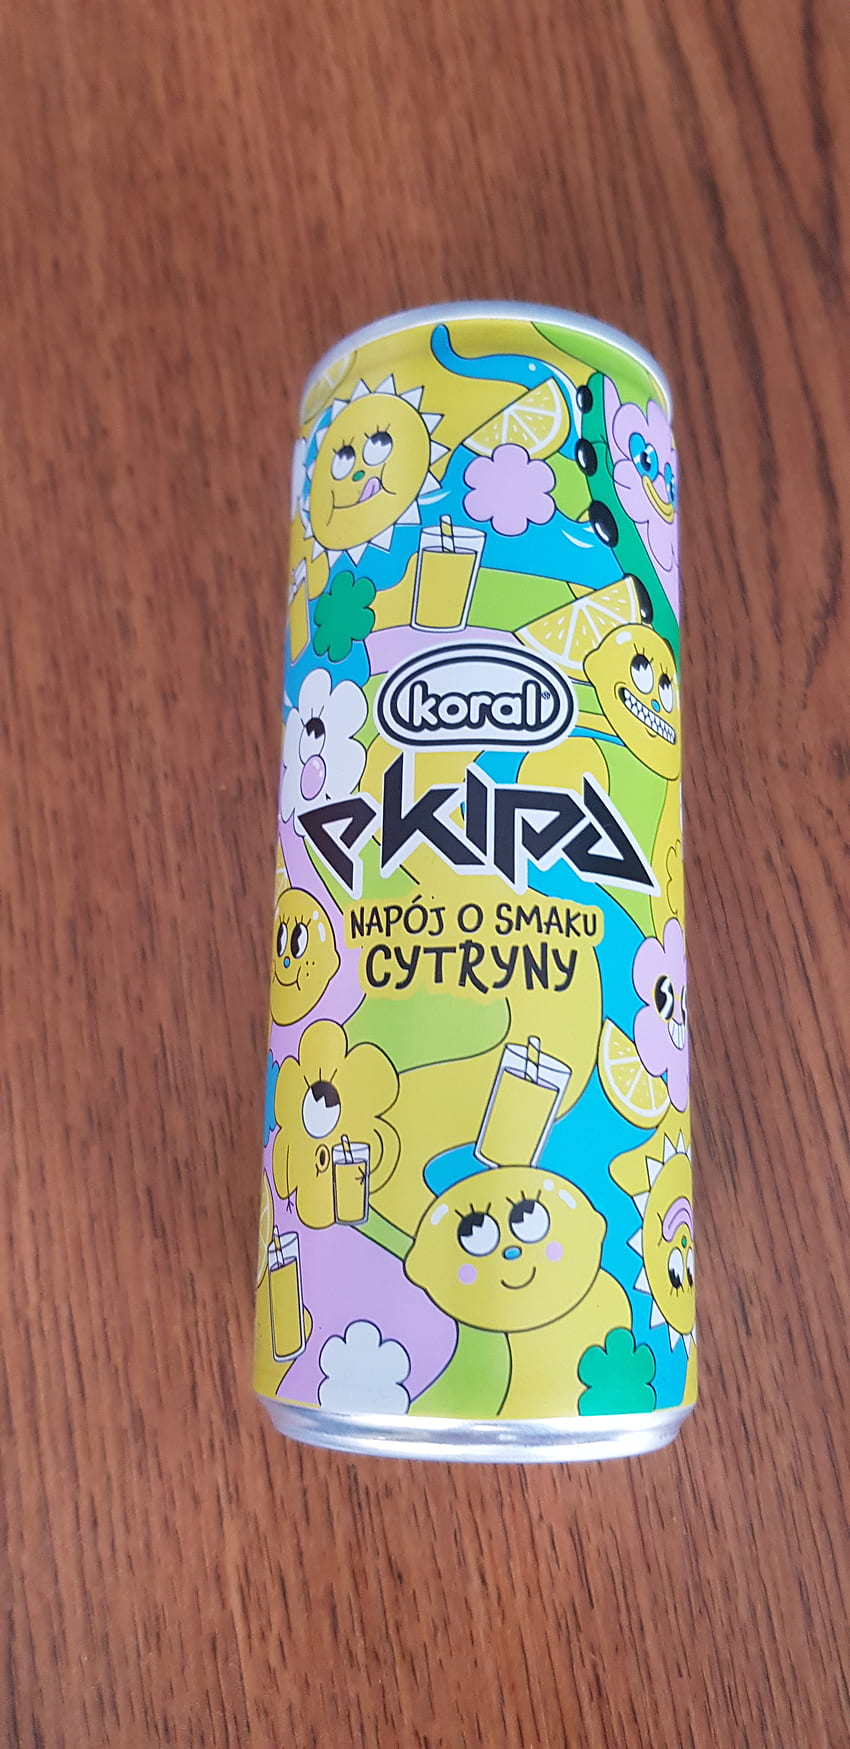 koral®
ekipa
NAPÓJ O SMAKU
CYTRYNY